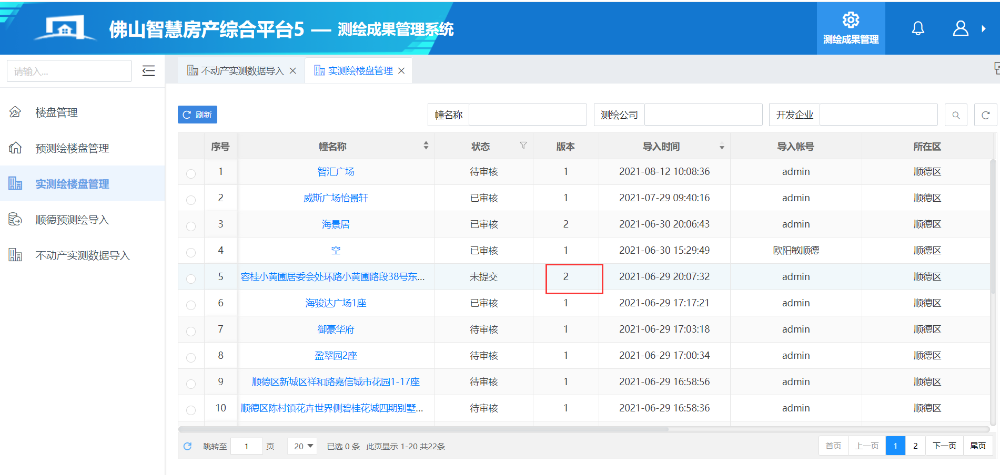 佛山智慧房产综合平台5 — 测绘成果管理系统
测绘成果管理
请输入...
楼盘管理
预测绘楼盘管理
实测绘楼盘管理
顺德预测绘导入
不动产实测数据导入
不动产实测数据导入 实测绘楼盘管理
刷新 幢名称 测绘公司 开发企业
序号 幢名称 状态 版本 导入时间 导入帐号 所在区
1 智汇广场 待审核 1 2021-08-12 10:08:36 admin 顺德区
2 威斯广场怡景轩 已审核 1 2021-07-29 09:40:16 admin 顺德区
3 海景居 已审核 2 2021-06-30 20:06:43 admin 顺德区
4 空 已审核 1 2021-06-30 15:29:49 欧阳敏顺德 顺德区
5 容桂小黄圃居委会处环路小黄圃路段38号东... 未提交 2 2021-06-29 20:07:32 admin 顺德区
6 海骏达广场1座 已审核 1 2021-06-29 17:17:21 admin 顺德区
7 御豪华府 待审核 1 2021-06-29 17:03:18 admin 顺德区
8 盈翠园2座 待审核 1 2021-06-29 17:00:34 admin 顺德区
9 顺德区新城区祥和路嘉信城市花园1-17座 待审核 1 2021-06-29 16:58:56 admin 顺德区
10 顺德区陈村镇花卉世界侧碧桂花城四期别墅... 待审核 1 2021-06-29 16:58:36 admin 顺德区
跳转至 1 页 20 已选 0 条 此页显示 1-20 共22条 首页 上一页 1 2 下一页 尾页